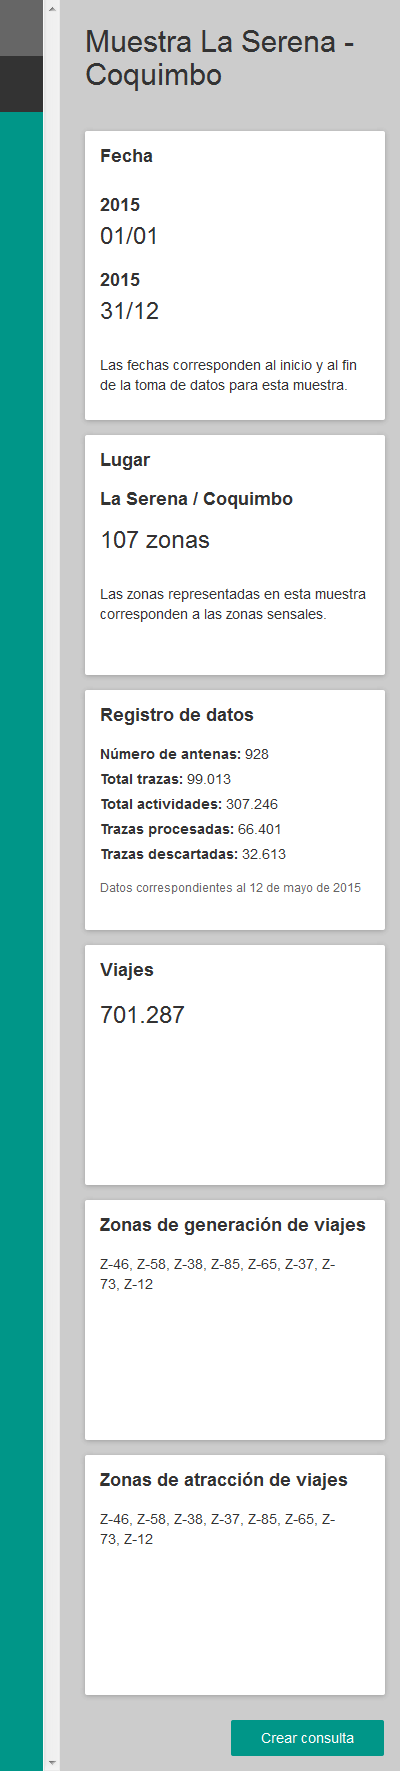 Muestra La Serena -
Coquimbo
Fecha
2015
01/01
2015
31/12
Las fechas corresponden al inicio y al fin
de la toma de datos para esta muestra.
Lugar
La Serena / Coquimbo
107 zonas
Las zonas representadas en esta muestra
corresponden a las zonas sensales.
Registro de datos
Número de antenas: 928
Total trazas: 99.013
Total actividades: 307.246
Trazas procesadas: 66.401
Trazas descartadas: 32.613
Datos correspondientes al 12 de mayo de 2015
Viajes
701.287
Zonas de generación de viajes
Z-46, Z-58, Z-38, Z-85, Z-65, Z-37, Z-
73, Z-12
Zonas de atracción de viajes
Z-46, Z-58, Z-38, Z-37, Z-85, Z-65, Z-
73, Z-12
Crear consulta